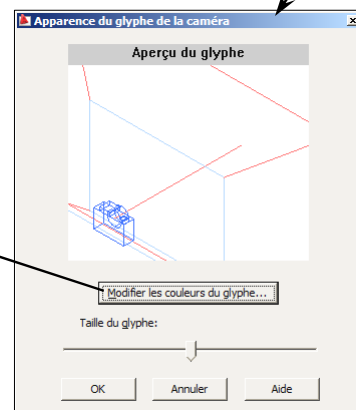 Apparence du glyphe de la caméra
Aperçu du glyphe
Modifier les couleurs du glyphe...
Taille du glyphe:
OK
Annuler
Aide